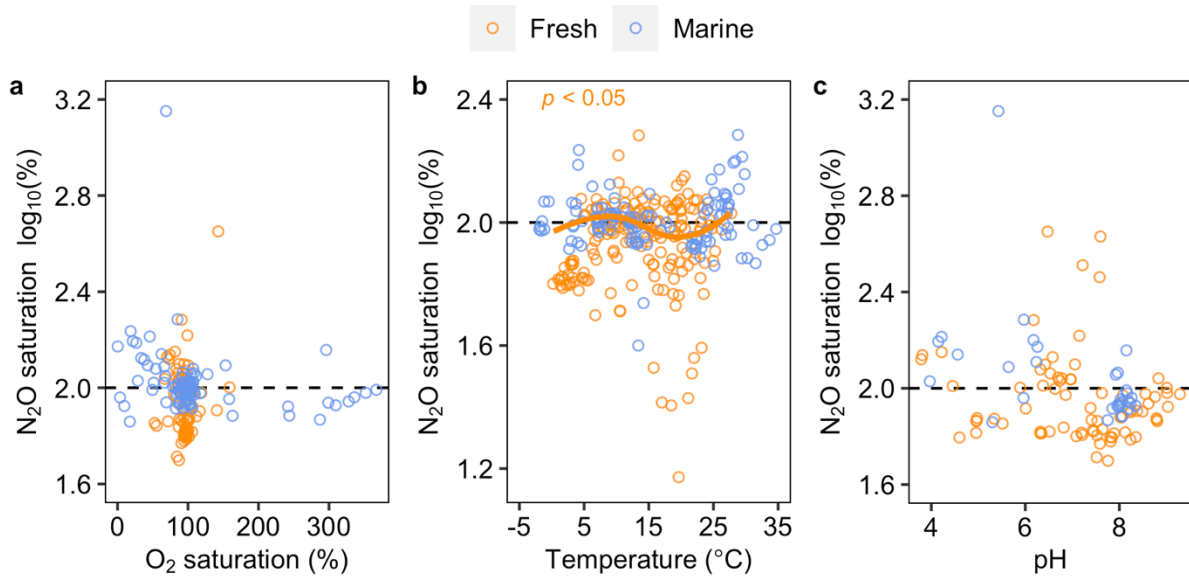 Fresh Marine
a
3.2
2.8
2.4
2.0
1.6
N₂O saturation log₁₀(%)
0 100 200 300
O₂ saturation (%)
b
p < 0.05
2.4
2.0
1.6
1.2
N₂O saturation log₁₀(%)
-5 5 15 25 35
Temperature (°C)
c
3.2
2.8
2.4
2.0
1.6
N₂O saturation log₁₀(%)
4 6 8
pH